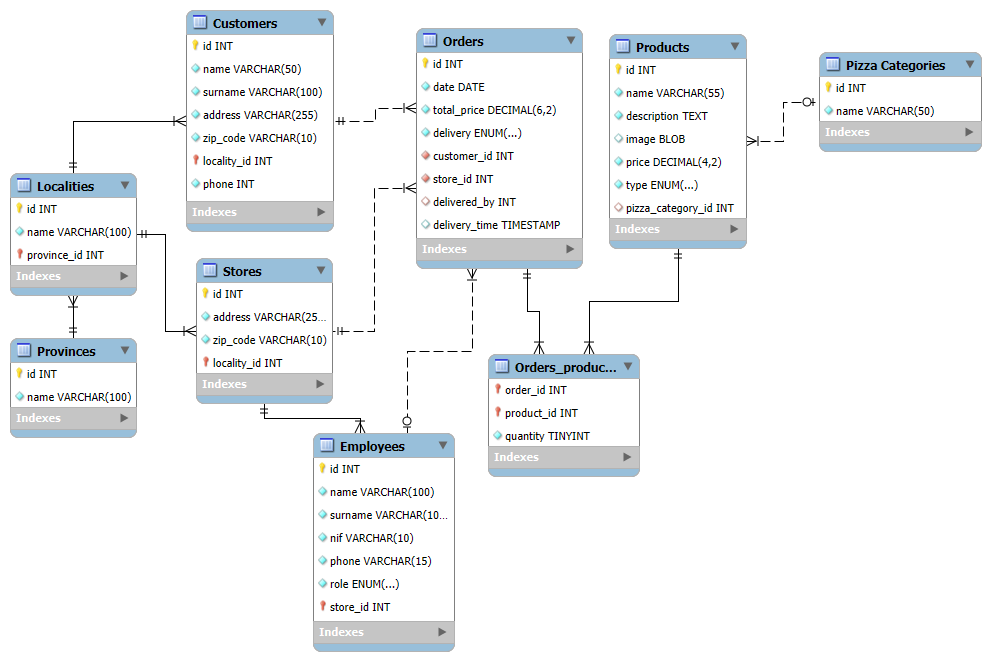 Customers
id INT
name VARCHAR(50)
surname VARCHAR(100)
address VARCHAR(255)
zip_code VARCHAR(10)
locality_id INT
phone INT
Indexes
Orders
id INT
date DATE
total_price DECIMAL(6,2)
delivery ENUM(...)
customer_id INT
store_id INT
delivered_by INT
delivery_time TIMESTAMP
Indexes
Products
id INT
name VARCHAR(55)
description TEXT
image BLOB
price DECIMAL(4,2)
type ENUM(...)
pizza_category_id INT
Indexes
Pizza Categories
id INT
name VARCHAR(50)
Indexes
Localities
id INT
name VARCHAR(100)
province_id INT
Indexes
Stores
id INT
address VARCHAR(25...
zip_code VARCHAR(10)
locality_id INT
Indexes
Provinces
id INT
name VARCHAR(100)
Indexes
Orders_produc...
order_id INT
product_id INT
quantity TINYINT
Indexes
Employees
id INT
name VARCHAR(100)
surname VARCHAR(10...
nif VARCHAR(10)
phone VARCHAR(15)
role ENUM(...)
store_id INT
Indexes